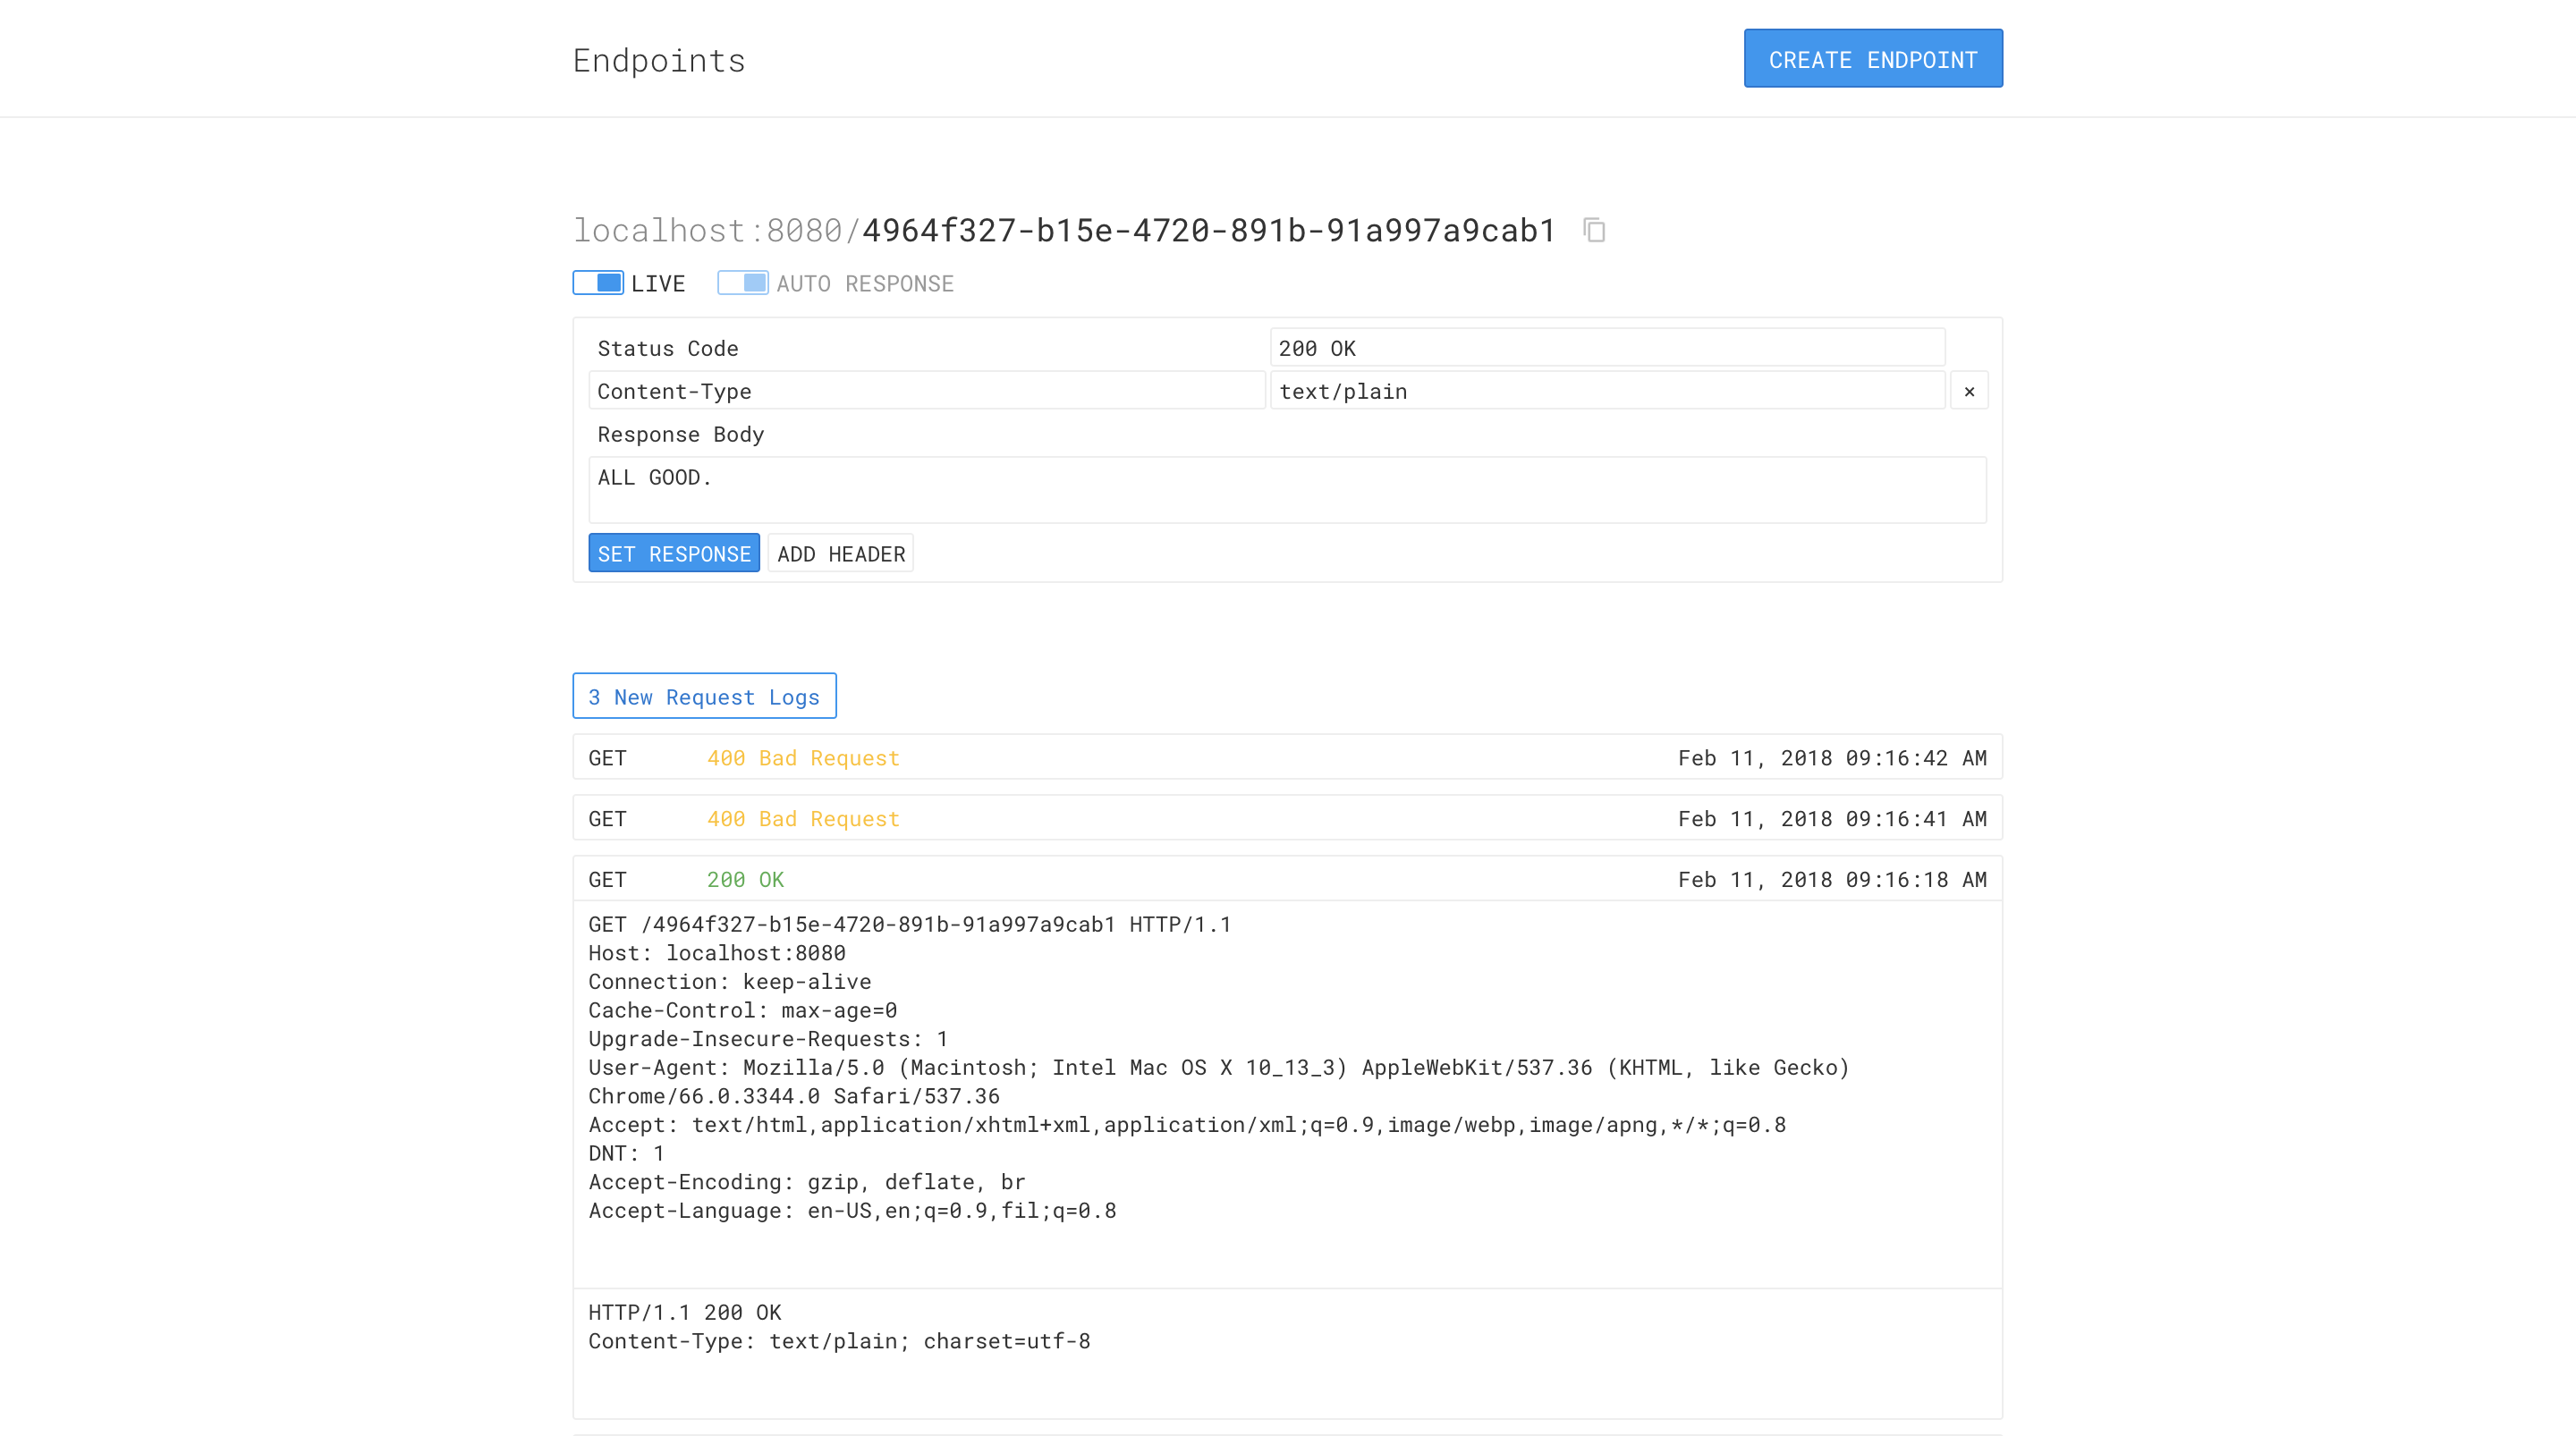 Endpoints CREATE ENDPOINT
localhost:8080/4964f327-b15e-4720-891b-91a997a9cab1
LIVE AUTO RESPONSE
Status Code 200 OK
Content-Type text/plain ×
Response Body
ALL GOOD.
SET RESPONSE ADD HEADER
3 New Request Logs
GET 400 Bad Request Feb 11, 2018 09:16:42 AM
GET 400 Bad Request Feb 11, 2018 09:16:41 AM
GET 200 OK Feb 11, 2018 09:16:18 AM
GET /4964f327-b15e-4720-891b-91a997a9cab1 HTTP/1.1
Host: localhost:8080
Connection: keep-alive
Cache-Control: max-age=0
Upgrade-Insecure-Requests: 1
User-Agent: Mozilla/5.0 (Macintosh; Intel Mac OS X 10_13_3) AppleWebKit/537.36 (KHTML, like Gecko)
Chrome/66.0.3344.0 Safari/537.36
Accept: text/html,application/xhtml+xml,application/xml;q=0.9,image/webp,image/apng,*/*;q=0.8
DNT: 1
Accept-Encoding: gzip, deflate, br
Accept-Language: en-US,en;q=0.9,fil;q=0.8
HTTP/1.1 200 OK
Content-Type: text/plain; charset=utf-8